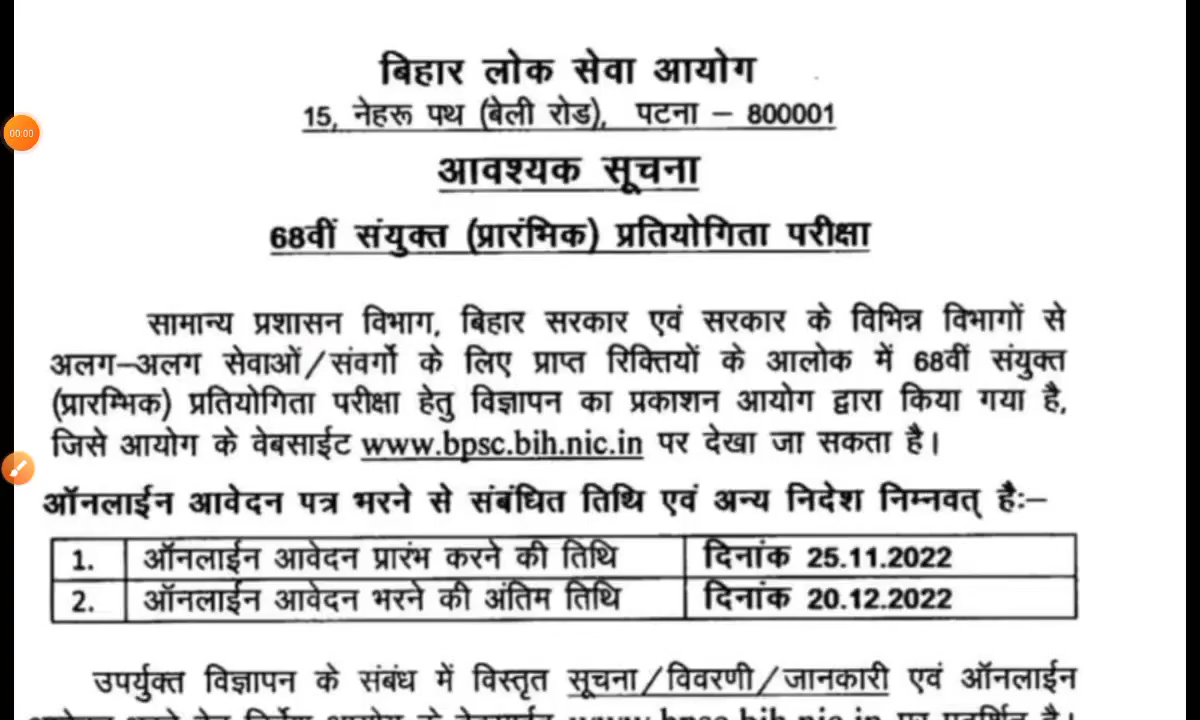 बिहार लोक सेवा आयोग
15, नेहरू पथ (बेली रोड), पटना – 800001
आवश्यक सूचना
68वीं संयुक्त (प्रारंभिक) प्रतियोगिता परीक्षा
00:00
सामान्य प्रशासन विभाग, बिहार सरकार एवं सरकार के विभिन्न विभागों से
अलग–अलग सेवाओं/संवर्गो के लिए प्राप्त रिक्तियों के आलोक में 68वीं संयुक्त
(प्रारम्भिक) प्रतियोगिता परीक्षा हेतु विज्ञापन का प्रकाशन आयोग द्वारा किया गया है,
जिसे आयोग के वेबसाईट www.bpsc.bih.nic.in पर देखा जा सकता है।
ऑनलाईन आवेदन पत्र भरने से संबंधित तिथि एवं अन्य निदेश निम्नवत् हैः–
1. ऑनलाईन आवेदन प्रारंभ करने की तिथि दिनांक 25.11.2022
2. ऑनलाईन आवेदन भरने की अंतिम तिथि दिनांक 20.12.2022
उपर्युक्त विज्ञापन के संबंध में विस्तृत सूचना/विवरणी/जानकारी एवं ऑनलाईन